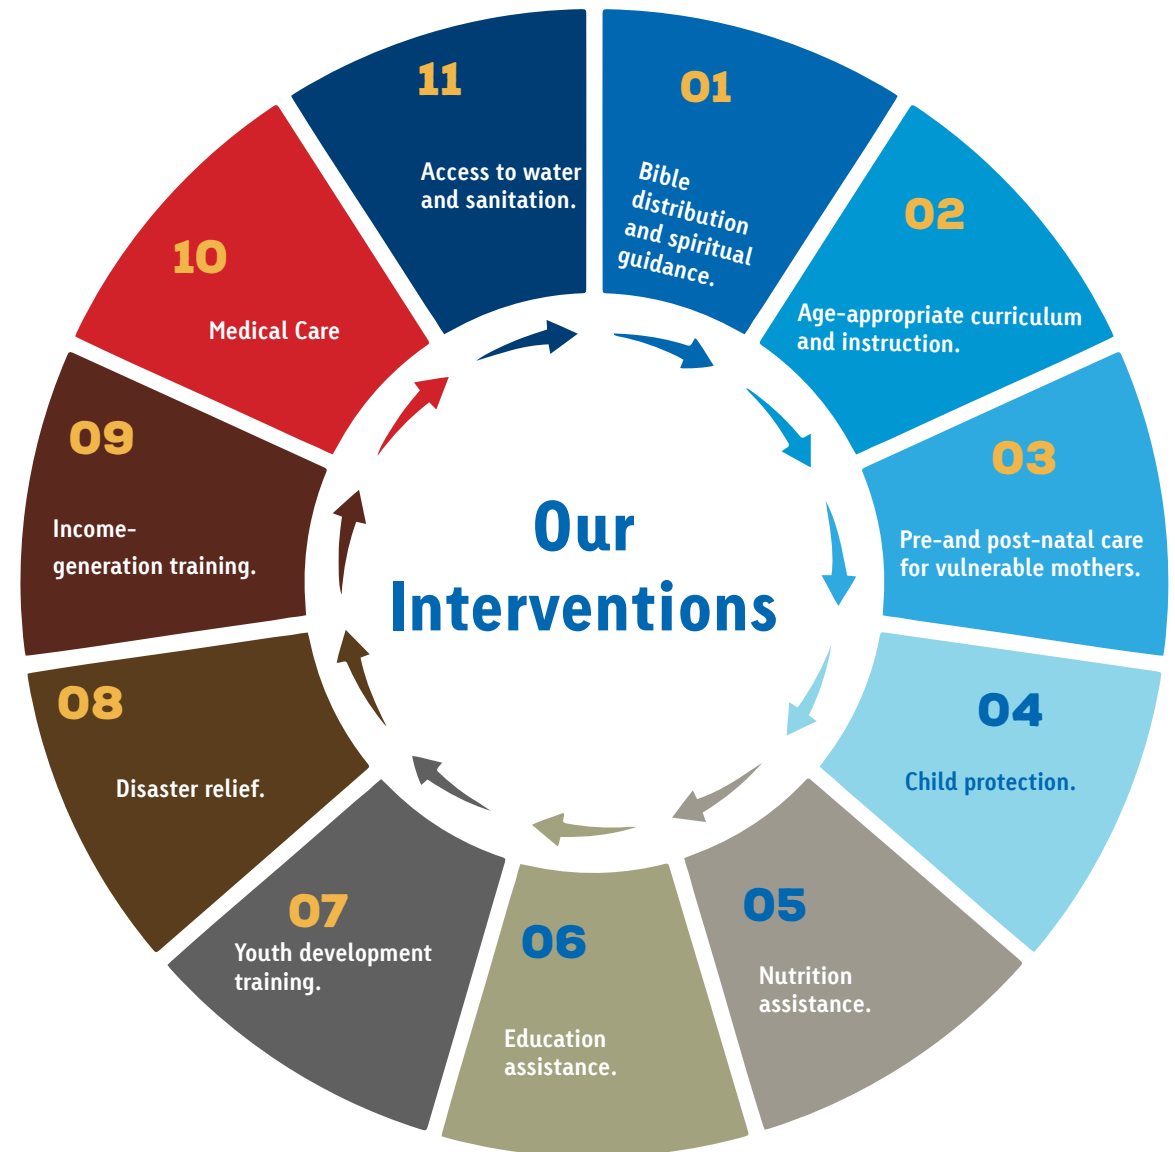 Our
Interventions
01
Bible
distribution
and spiritual
guidance.
02
Age-appropriate curriculum
and instruction.
03
Pre-and post-natal care
for vulnerable mothers.
04
Child protection.
05
Nutrition
assistance.
06
Education
assistance.
07
Youth development
training.
08
Disaster relief.
09
Income-
generation training.
10
Medical Care
11
Access to water
and sanitation.